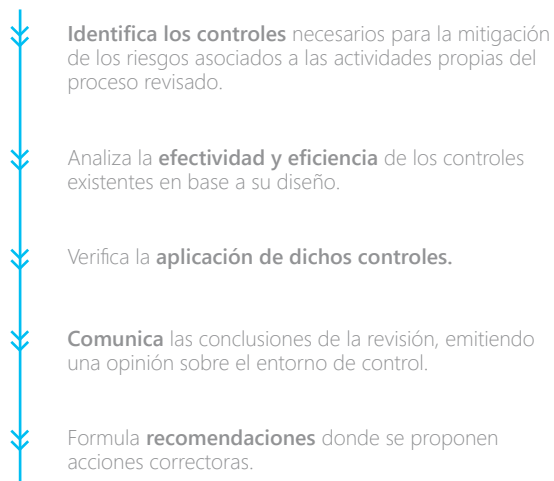 Identifica los controles necesarios para la mitigación
de los riesgos asociados a las actividades propias del
proceso revisado.
Analiza la efectividad y eficiencia de los controles
existentes en base a su diseño.
Verifica la aplicación de dichos controles.
Comunica las conclusiones de la revisión, emitiendo
una opinión sobre el entorno de control.
Formula recomendaciones donde se proponen
acciones correctoras.